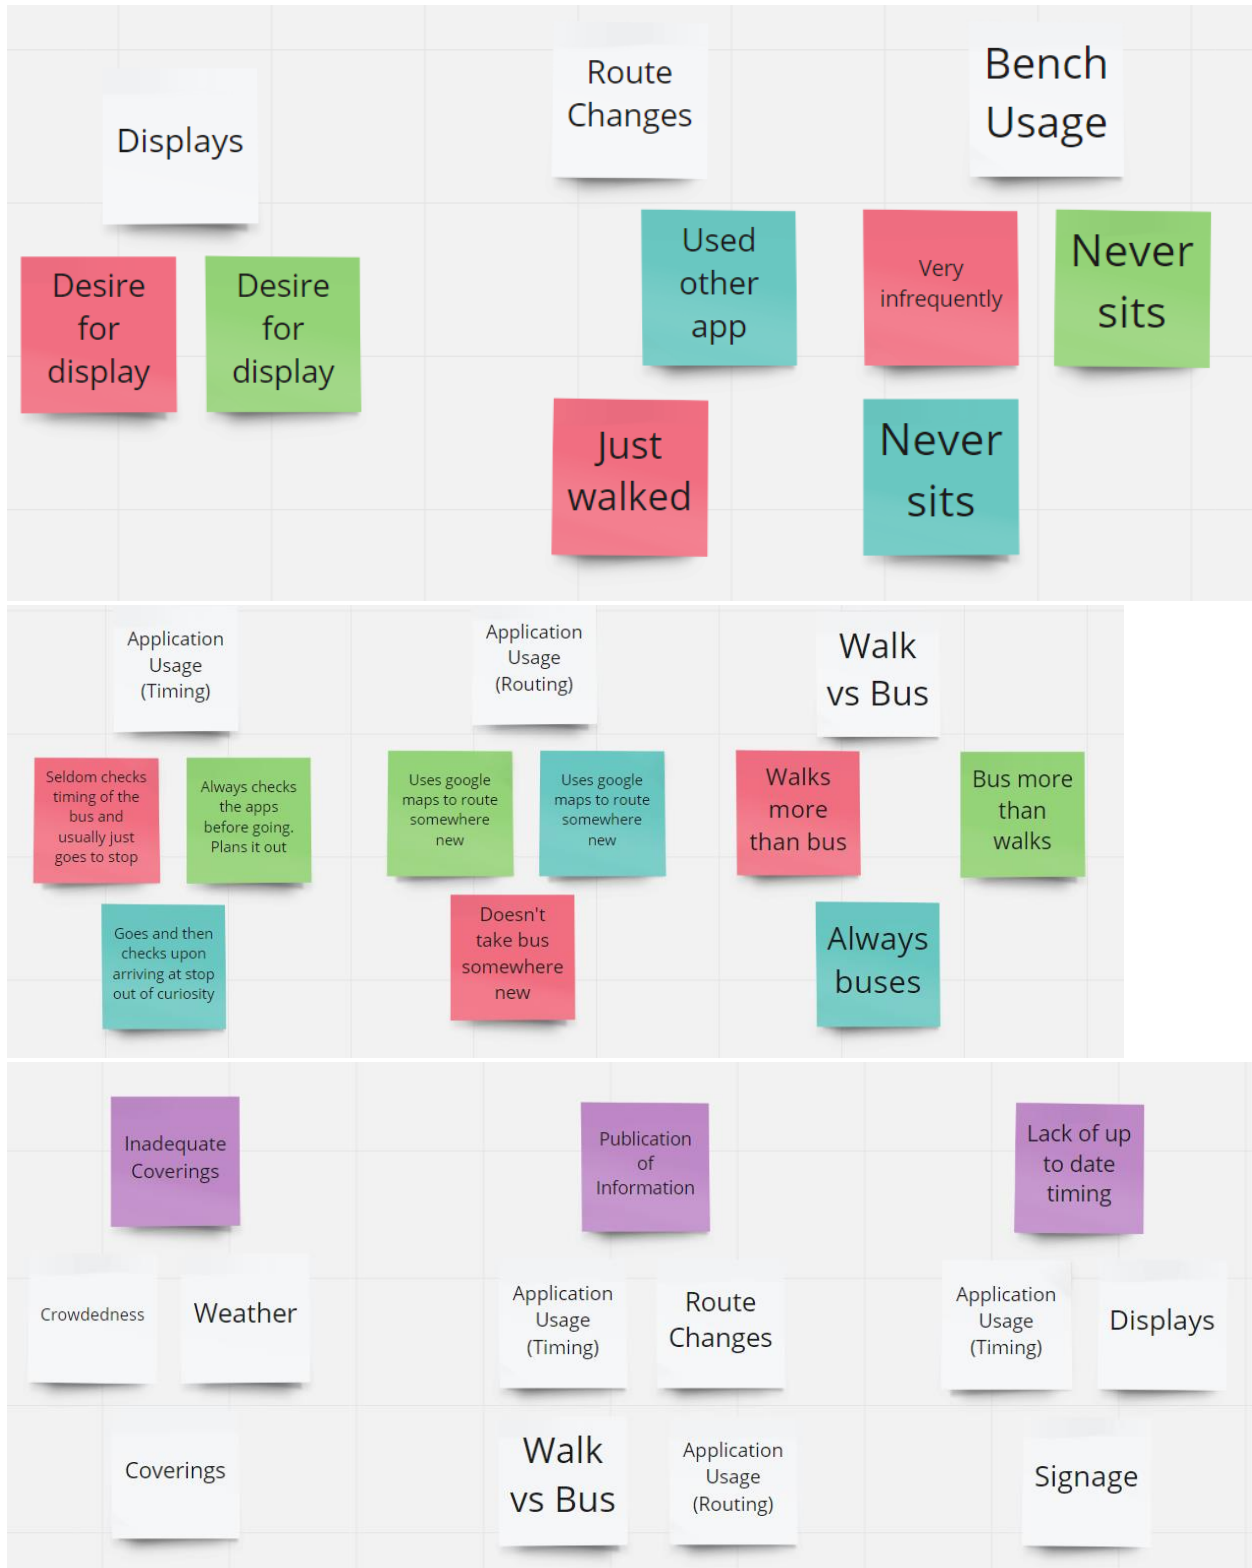 Displays
Desire
for
display
Desire
for
display
Route
Changes
Used
other
app
Just
walked
Bench
Usage
Very
infrequently
Never
sits
Never
sits
Application
Usage
(Timing)
Seldom checks
timing of the
bus and
usually just
goes to stop
Always checks
the apps
before going.
Plans it out
Goes and then
checks upon
arriving at stop
out of curiosity
Application
Usage
(Routing)
Uses google
maps to route
somewhere
new
Uses google
maps to route
somewhere
new
Doesn't
take bus
somewhere
new
Walk
vs Bus
Walks
more
than bus
Bus more
than
walks
Always
buses
Inadequate
Coverings
Crowdedness
Weather
Coverings
Publication
of
Information
Application
Usage
(Timing)
Route
Changes
Walk
vs Bus
Application
Usage
(Routing)
Lack of up
to date
timing
Application
Usage
(Timing)
Displays
Signage